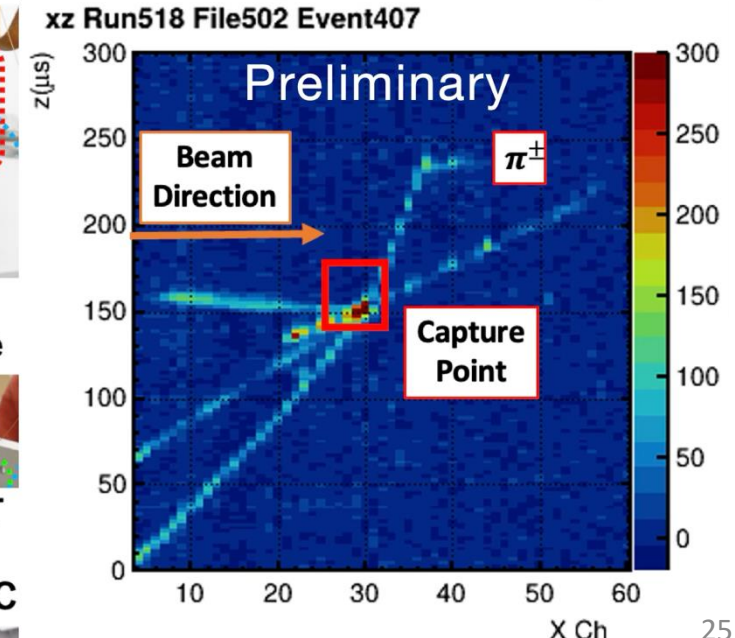 xz Run518 File502 Event407
z(μs)
Preliminary
Beam
Direction
π±
Capture
Point
300
250
200
150
100
50
0
10 20 30 40 50 60
X Ch
300
250
200
150
100
50
0
e
C
25